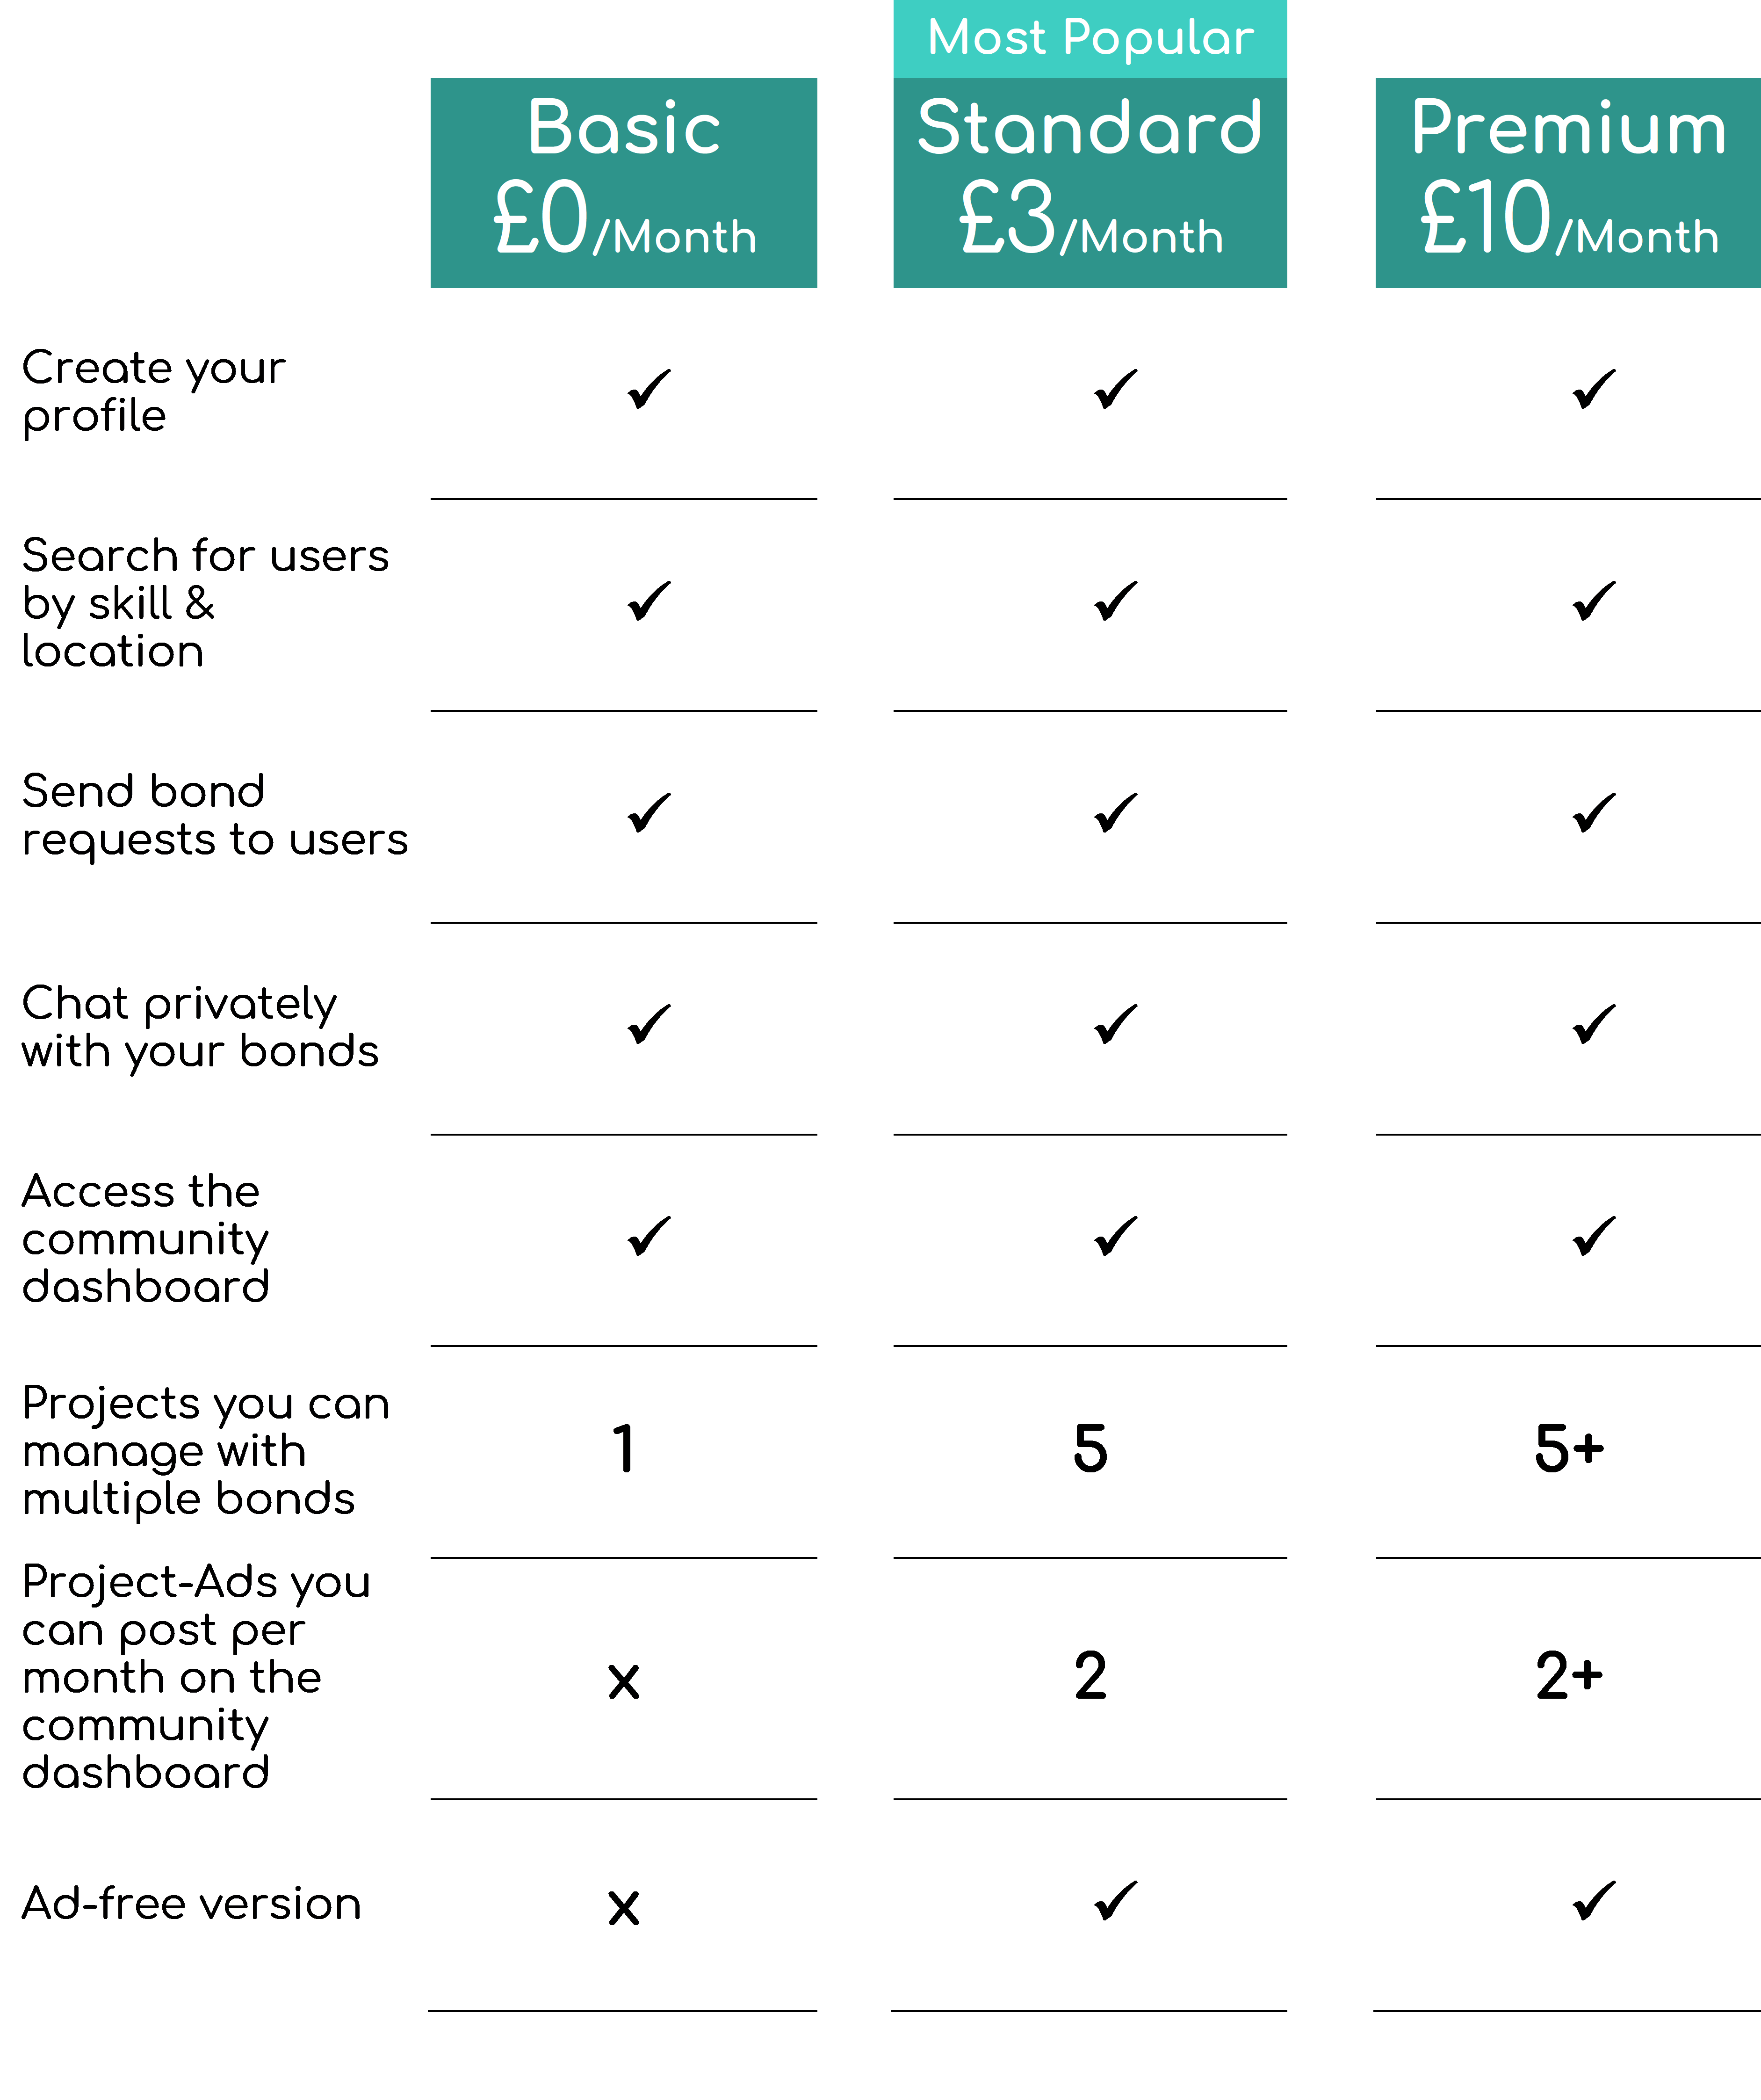 Most Popular
Basic
Standard
Premium
£0/Month
£3/Month
£10/Month
Create your
profile
✓ ✓ ✓
Search for users
by skill &
location
✓ ✓ ✓
Send bond
requests to users
✓ ✓ ✓
Chat privately
with your bonds
✓ ✓ ✓
Access the
community
dashboard
✓ ✓ ✓
Projects you can
manage with
multiple bonds
1
5
5+
Project-Ads you
can post per
month on the
community
dashboard
x
2
2+
Ad-free version
x ✓ ✓